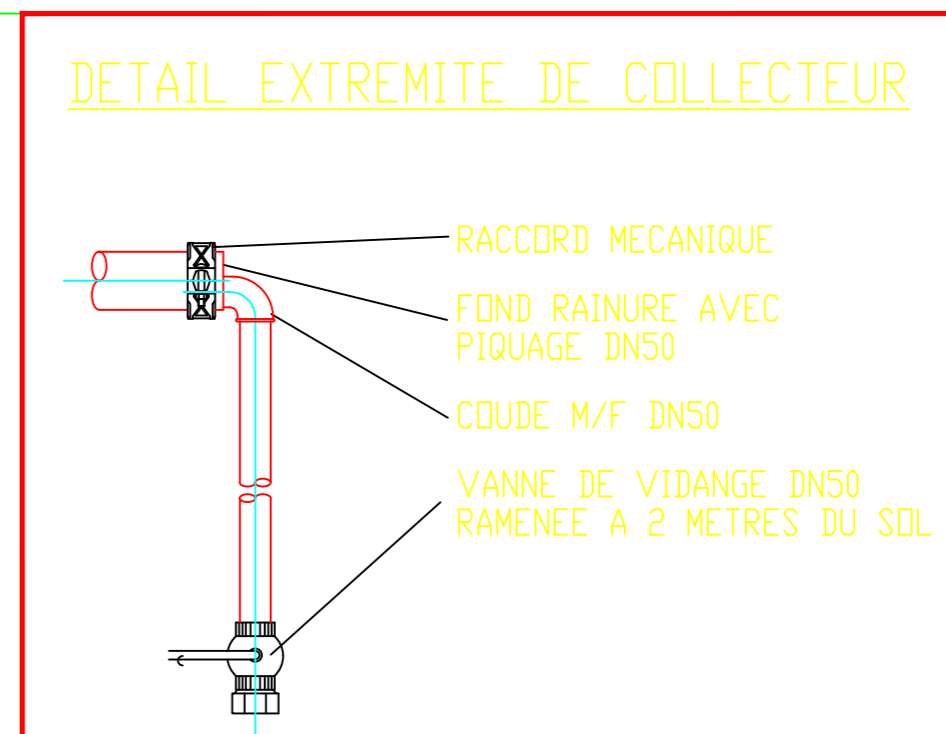 DETAIL EXTREMITE DE COLLECTEUR
RACCORD MECANIQUE
FOND RAINURE AVEC
PIQUAGE DN50
COUDE M/F DN50
VANNE DE VIDANGE DN50
RAMENEE A 2 METRES DU SOL